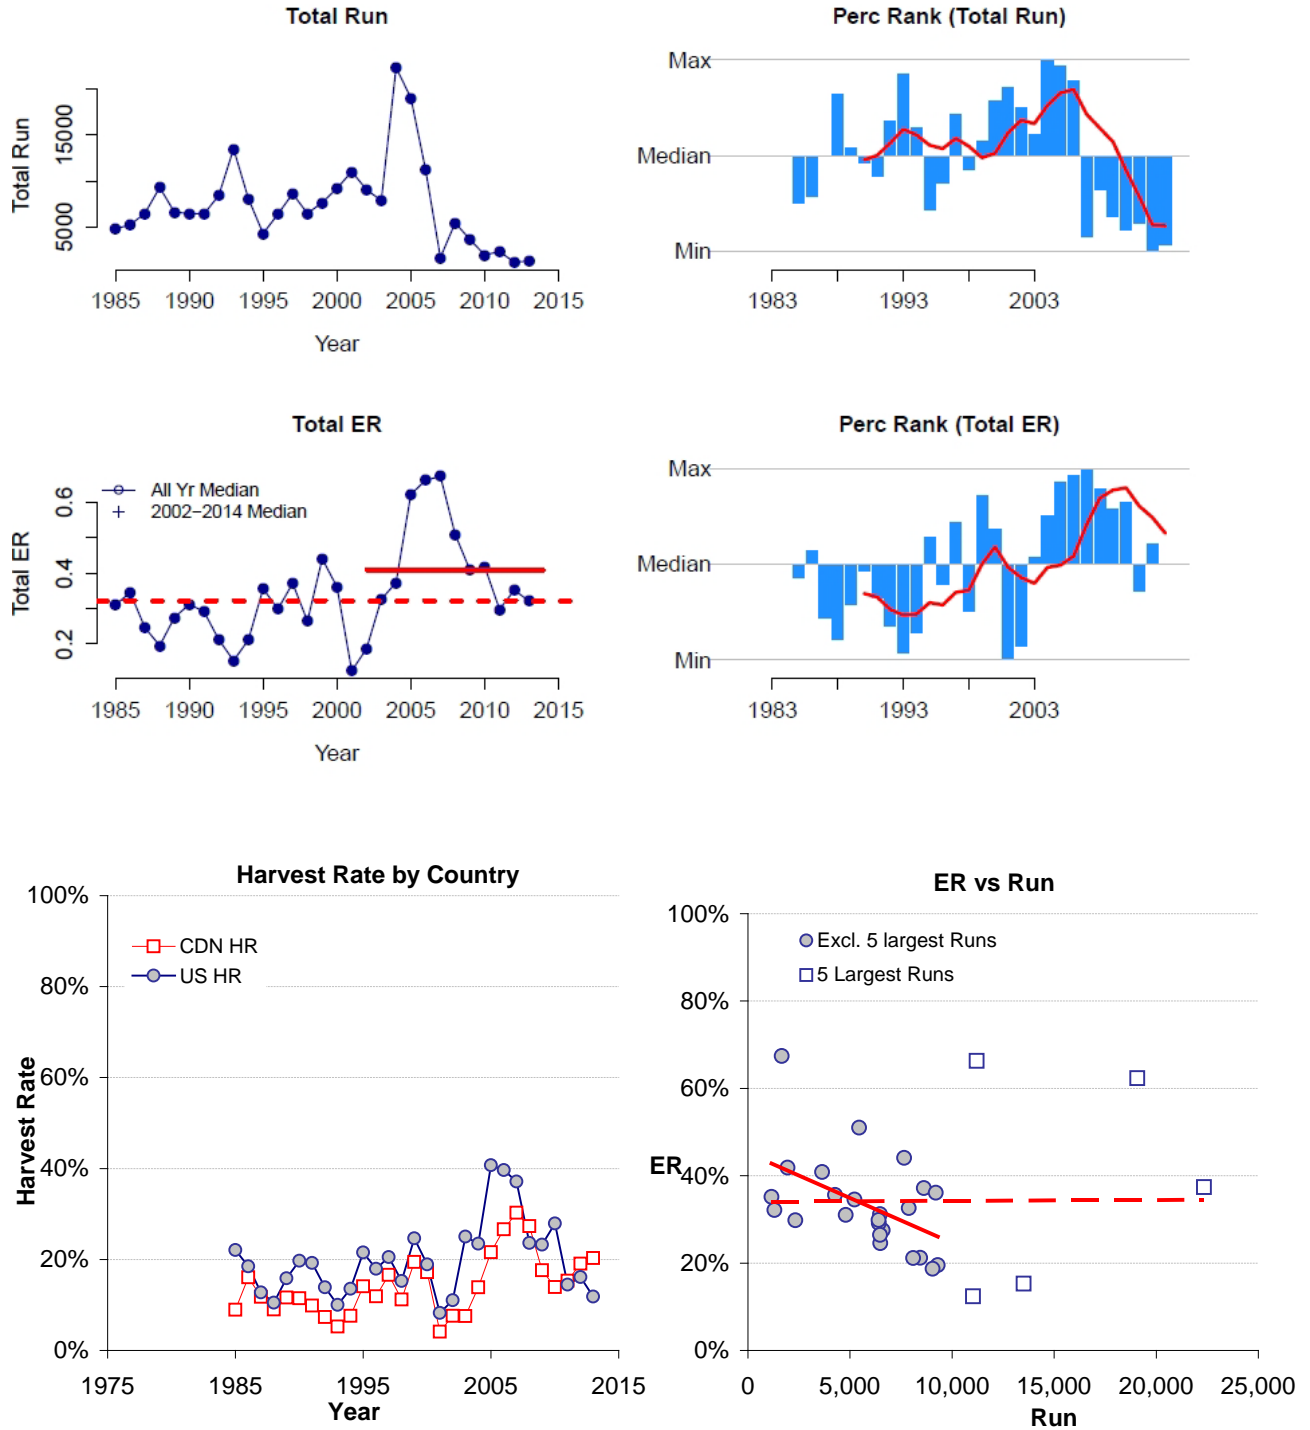 Total Run
Total Run
15000
5000
1985 1990 1995 2000 2005 2010 2015
Year
Perc Rank (Total Run)
Max
Median
Min
1983 1993 2003
Total ER
All Yr Median
2002−2014 Median
Total ER
0.6
0.4
0.2
1985 1990 1995 2000 2005 2010 2015
Year
Perc Rank (Total ER)
Max
Median
Min
1983 1993 2003
Harvest Rate by Country
CDN HR
US HR
Harvest Rate
100%
80%
60%
40%
20%
0%
1975 1985 1995 2005 2015
Year
ER vs Run
Excl. 5 largest Runs
5 Largest Runs
ER
100%
80%
60%
40%
20%
0%
0 5,000 10,000 15,000 20,000 25,000
Run